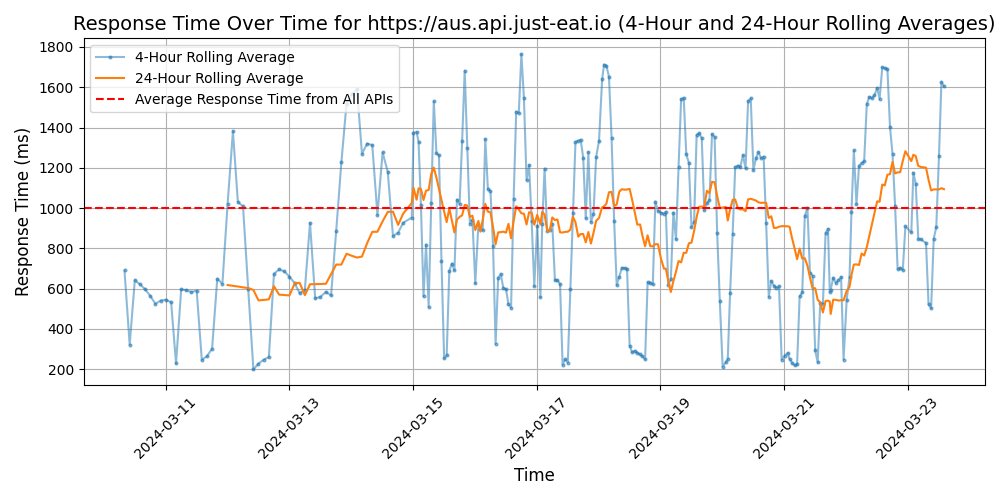 Response Time Over Time for https://aus.api.just-eat.io (4-Hour and 24-Hour Rolling Averages)
4-Hour Rolling Average
24-Hour Rolling Average
Average Response Time from All APIs
Response Time (ms)
1800
1600
1400
1200
1000
800
600
400
200
2024-03-11
2024-03-13
2024-03-15
2024-03-17
2024-03-19
2024-03-21
2024-03-23
Time